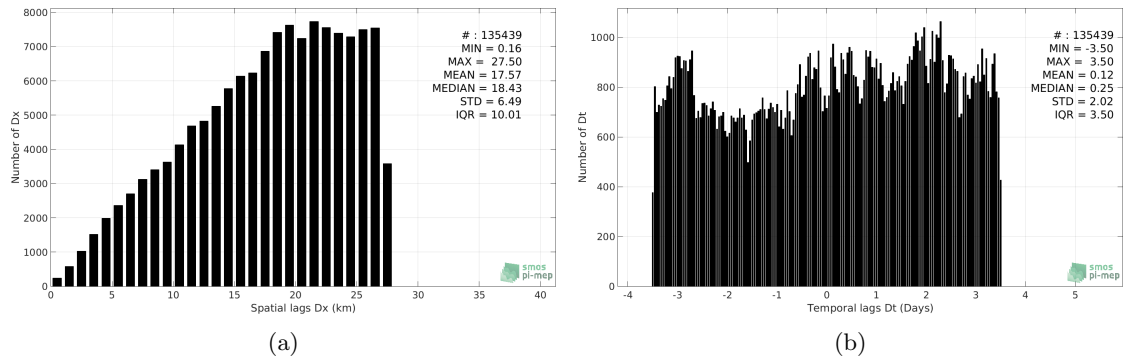 8000
7000
6000
5000
4000
3000
2000
1000
0
Number of Dx
0 5 10 15 20 25 30 35 40
Spatial lags Dx (km)
# : 135439
MIN = 0.16
MAX = 27.50
MEAN = 17.57
MEDIAN = 18.43
STD = 6.49
IQR = 10.01
smos
pi-mep
(a)
1000
800
600
400
200
0
Number of Dt
-4 -3 -2 -1 0 1 2 3 4 5
Temporal lags Dt (Days)
# : 135439
MIN = -3.50
MAX = 3.50
MEAN = 0.12
MEDIAN = 0.25
STD = 2.02
IQR = 3.50
smos
pi-mep
(b)